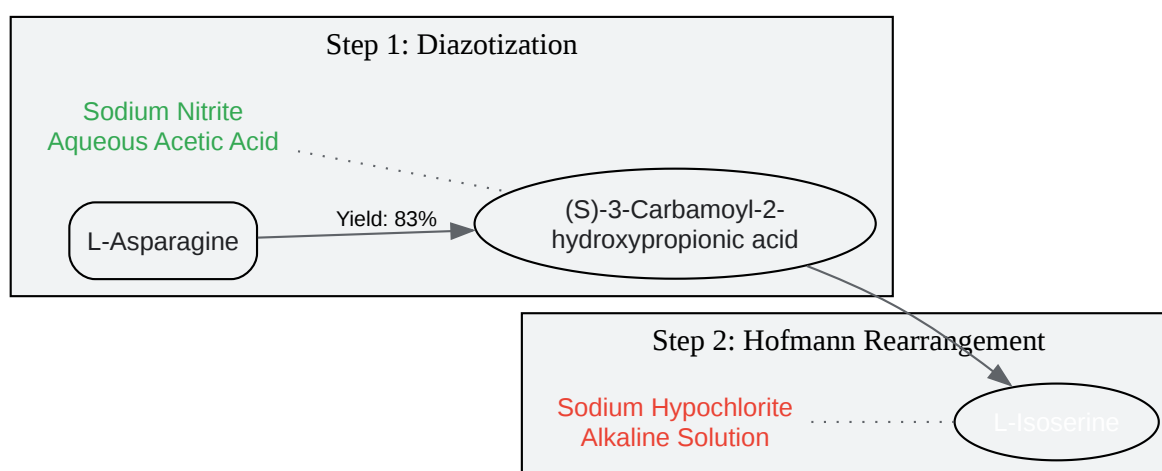 Step 1: Diazotization
Sodium Nitrite
Aqueous Acetic Acid
L-Asparagine
Yield: 83%
(S)-3-Carbamoyl-2-
hydroxypropionic acid
Step 2: Hofmann Rearrangement
Sodium Hypochlorite
Alkaline Solution
L-Isoserine